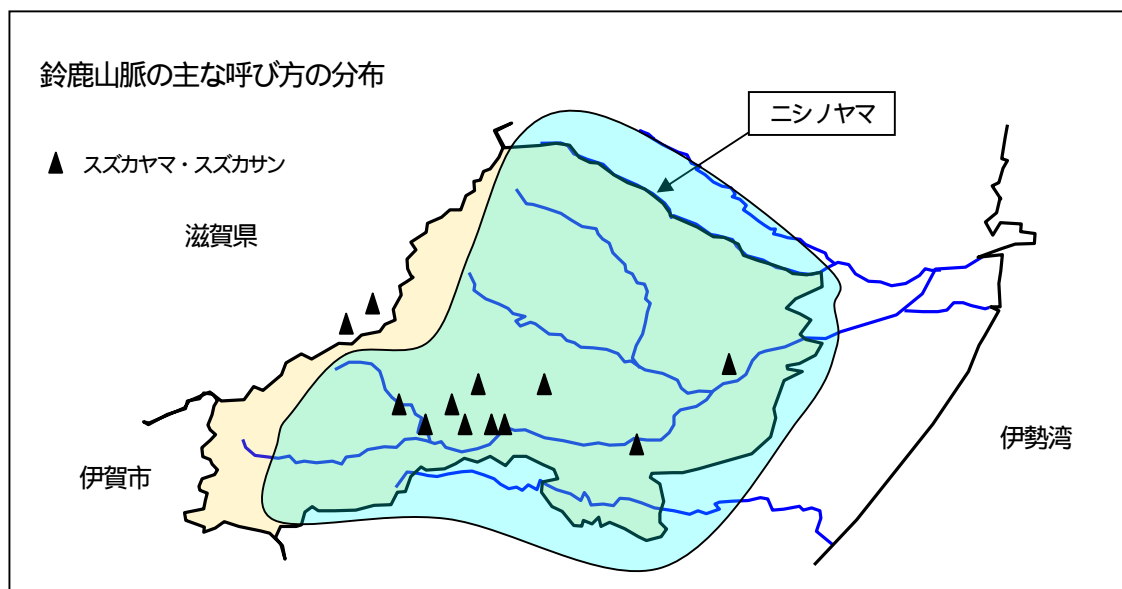 鈴鹿山脈の主な呼び方の分布
ニシノヤマ
スズカヤマ・スズカサン
滋賀県
伊勢湾
伊賀市